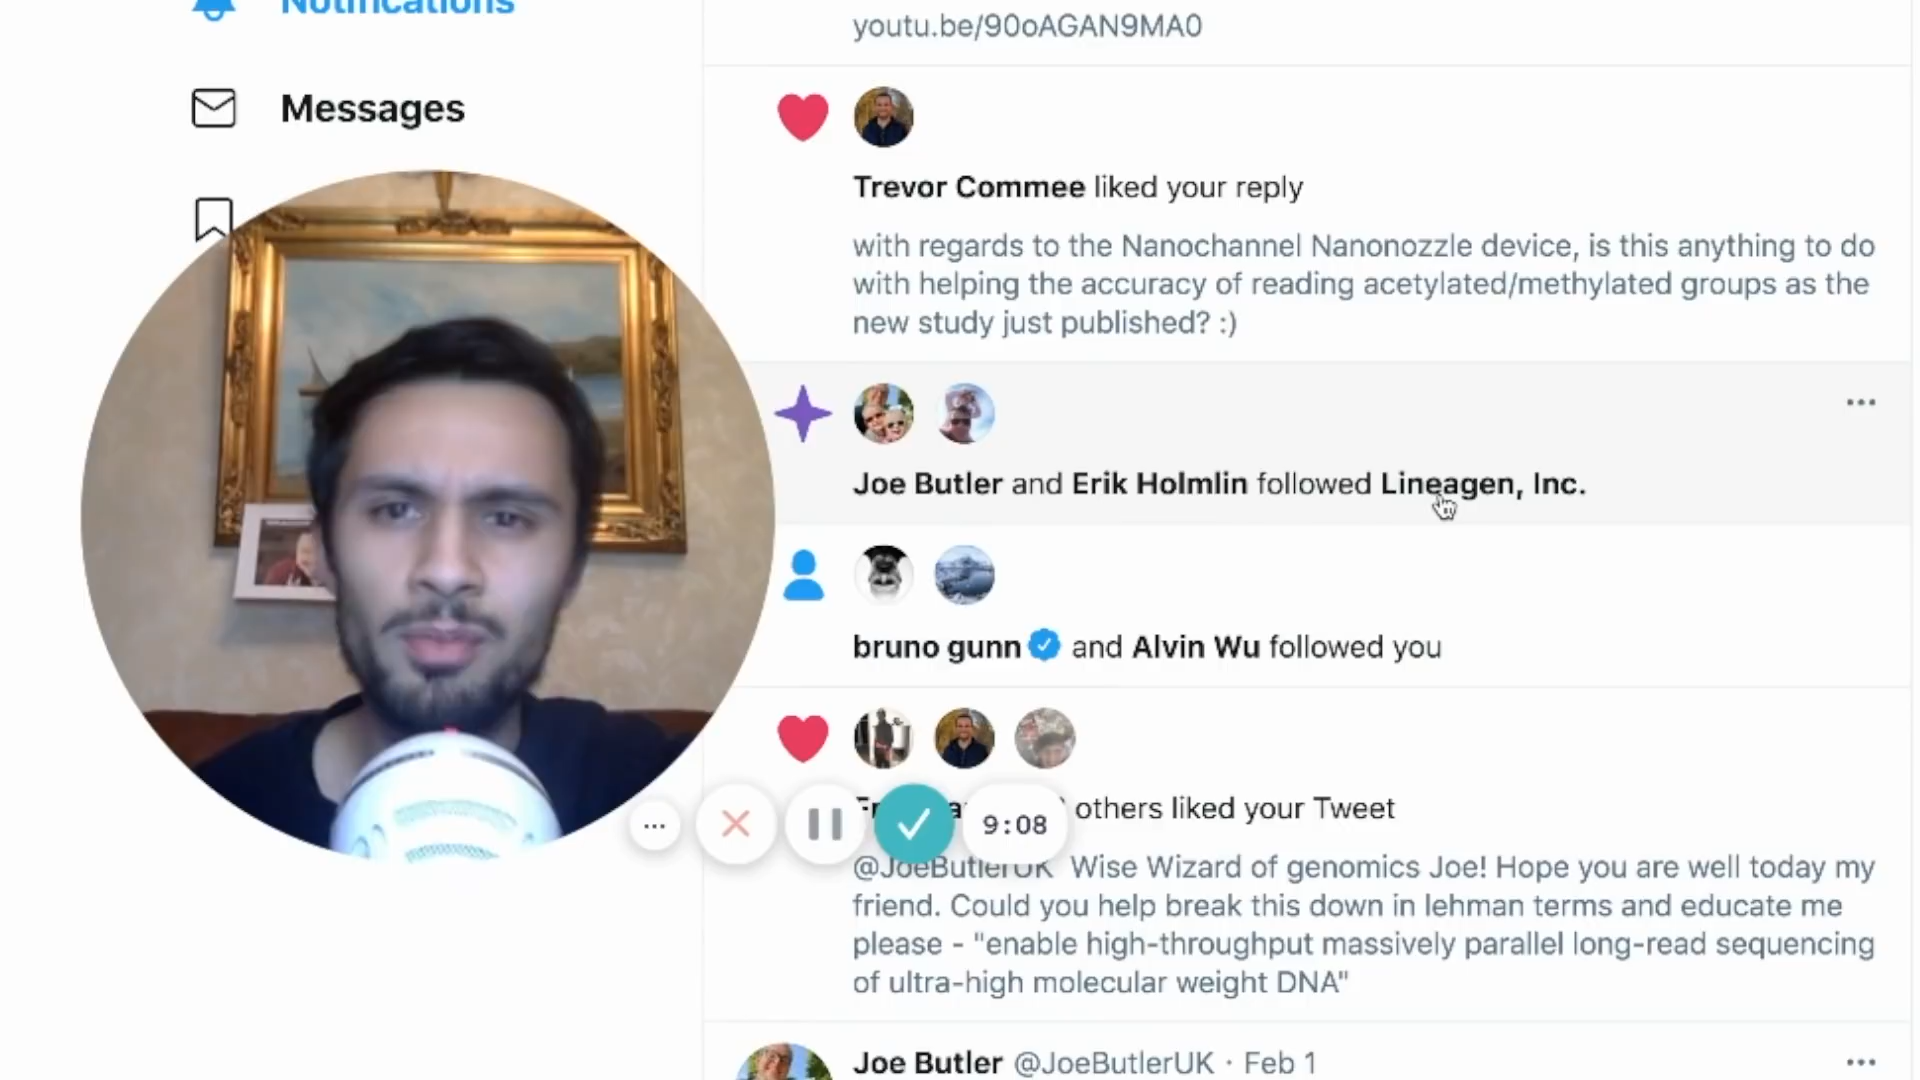 Notifications
Messages
youtu.be/90oAGAN9MA0
Trevor Commee liked your reply
with regards to the Nanochannel Nanonozzle device, is this anything to do
with helping the accuracy of reading acetylated/methylated groups as the
new study just published? :)
Joe Butler and Erik Holmlin followed Lineagen, Inc.
bruno gunn and Alvin Wu followed you
others liked your Tweet
9:08
@JoeButlerUK Wise Wizard of genomics Joe! Hope you are well today my
friend. Could you help break this down in lehman terms and educate me
please - "enable high-throughput massively parallel long-read sequencing
of ultra-high molecular weight DNA"
Joe Butler @JoeButlerUK · Feb 1